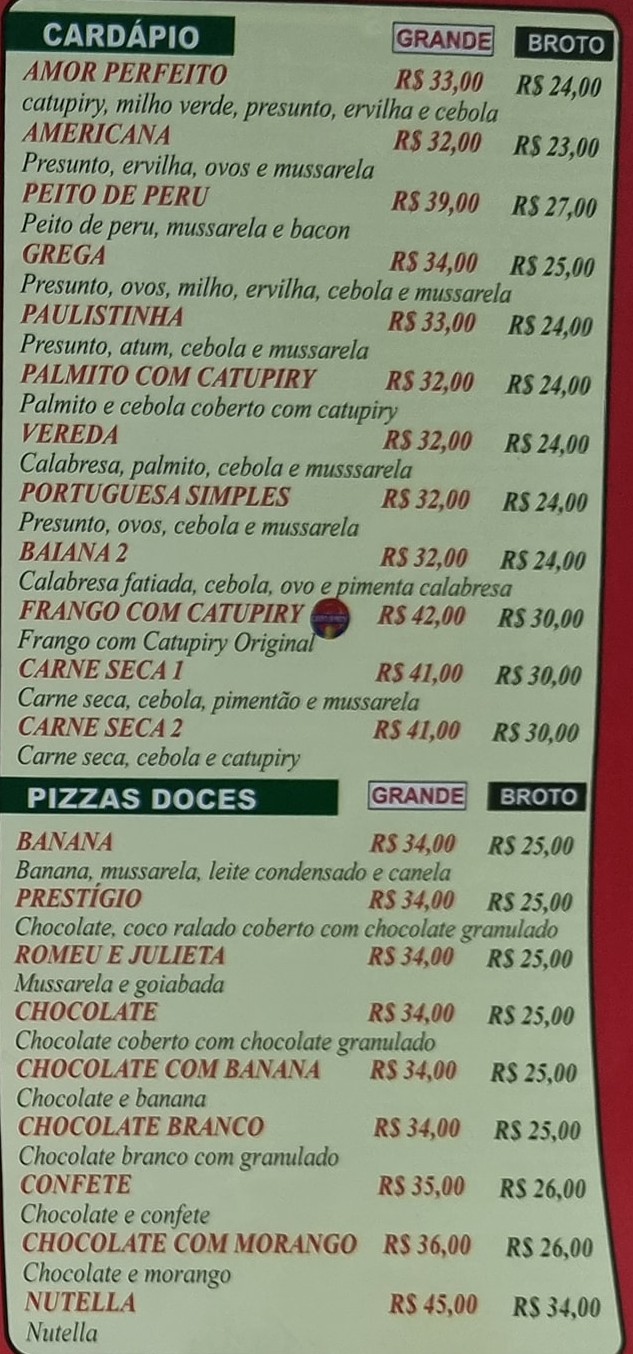 CARDÁPIO GRANDE BROTO
AMOR PERFEITO R$ 33,00 R$ 24,00
catupiry, milho verde, presunto, ervilha e cebola
AMERICANA R$ 32,00 R$ 23,00
Presunto, ervilha, ovos e mussarela
PEITO DE PERU R$ 39,00 R$ 27,00
Peito de peru, mussarela e bacon
GREGA R$ 34,00 R$ 25,00
Presunto, ovos, milho, ervilha, cebola e mussarela
PAULISTINHA R$ 33,00 R$ 24,00
Presunto, atum, cebola e mussarela
PALMITO COM CATUPIRY R$ 32,00 R$ 24,00
Palmito e cebola coberto com catupiry
VEREDA R$ 32,00 R$ 24,00
Calabresa, palmito, cebola e musssarela
PORTUGUESA SIMPLES R$ 32,00 R$ 24,00
Presunto, ovos, cebola e mussarela
BAIANA 2 R$ 32,00 R$ 24,00
Calabresa fatiada, cebola, ovo e pimenta calabresa
FRANGO COM CATUPIRY R$ 42,00 R$ 30,00
Frango com Catupiry Original
CARNE SECA 1 R$ 41,00 R$ 30,00
Carne seca, cebola, pimentão e mussarela
CARNE SECA 2 R$ 41,00 R$ 30,00
Carne seca, cebola e catupiry
PIZZAS DOCES GRANDE BROTO
BANANA R$ 34,00 R$ 25,00
Banana, mussarela, leite condensado e canela
PRESTÍGIO R$ 34,00 R$ 25,00
Chocolate, coco ralado coberto com chocolate granulado
ROMEU E JULIETA R$ 34,00 R$ 25,00
Mussarela e goiabada
CHOCOLATE R$ 34,00 R$ 25,00
Chocolate coberto com chocolate granulado
CHOCOLATE COM BANANA R$ 34,00 R$ 25,00
Chocolate e banana
CHOCOLATE BRANCO R$ 34,00 R$ 25,00
Chocolate branco com granulado
CONFETE R$ 35,00 R$ 26,00
Chocolate e confete
CHOCOLATE COM MORANGO R$ 36,00 R$ 26,00
Chocolate e morango
NUTELLA R$ 45,00 R$ 34,00
Nutella